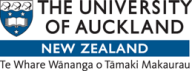 THE UNIVERSITY
OF AUCKLAND
NEW ZEALAND
Te Whare Wānanga o Tāmaki Makaurau